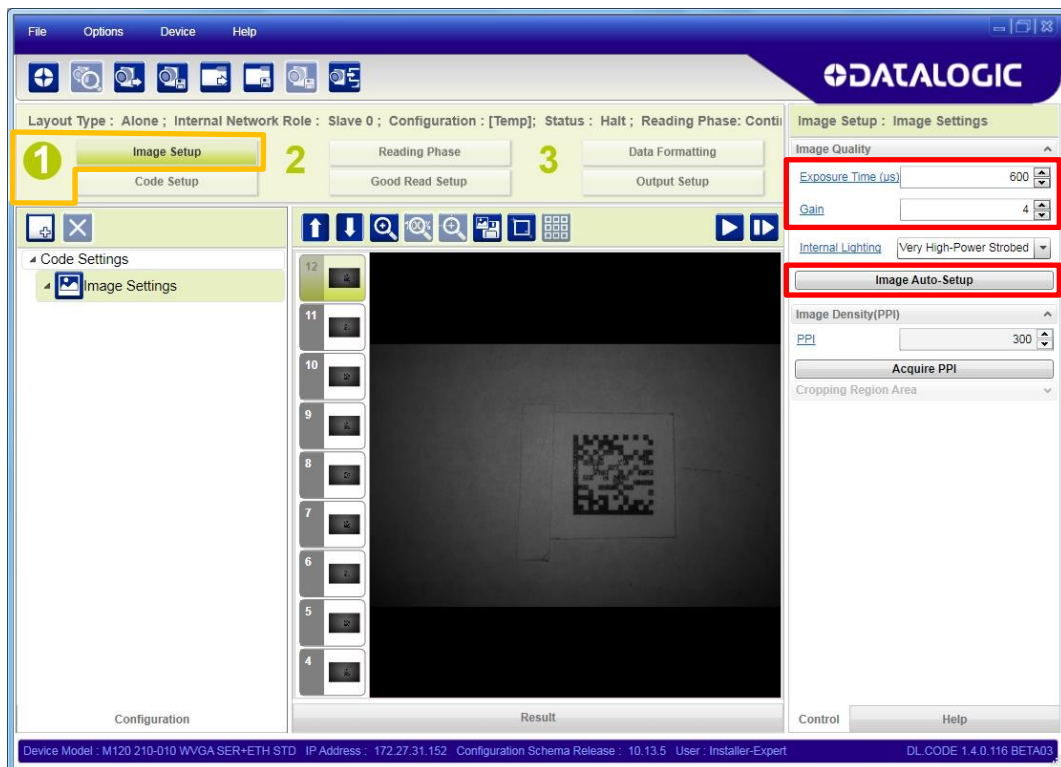 File Options Device Help
DATALOGIC
Layout Type : Alone ; Internal Network Role : Slave 0 ; Configuration : [Temp]; Status : Halt ; Reading Phase: Conti
1 Image Setup
Code Setup
2 Reading Phase
Good Read Setup
3 Data Formatting
Output Setup
Code Settings
Image Settings
100%
12
11
10
9
8
7
6
5
4
Configuration
Result
Image Setup : Image Settings
Image Quality
Exposure Time (µs) 600
Gain 4
Internal Lighting Very High-Power Strobed
Image Auto-Setup
Image Density(PPI)
PPI 300
Acquire PPI
Cropping Region Area
Control Help
Device Model : M120 210-010 WVGA SER+ETH STD IP Address : 172.27.31.152 Configuration Schema Release : 10.13.5 User : Installer-Expert DL.CODE 1.4.0.116 BETA03